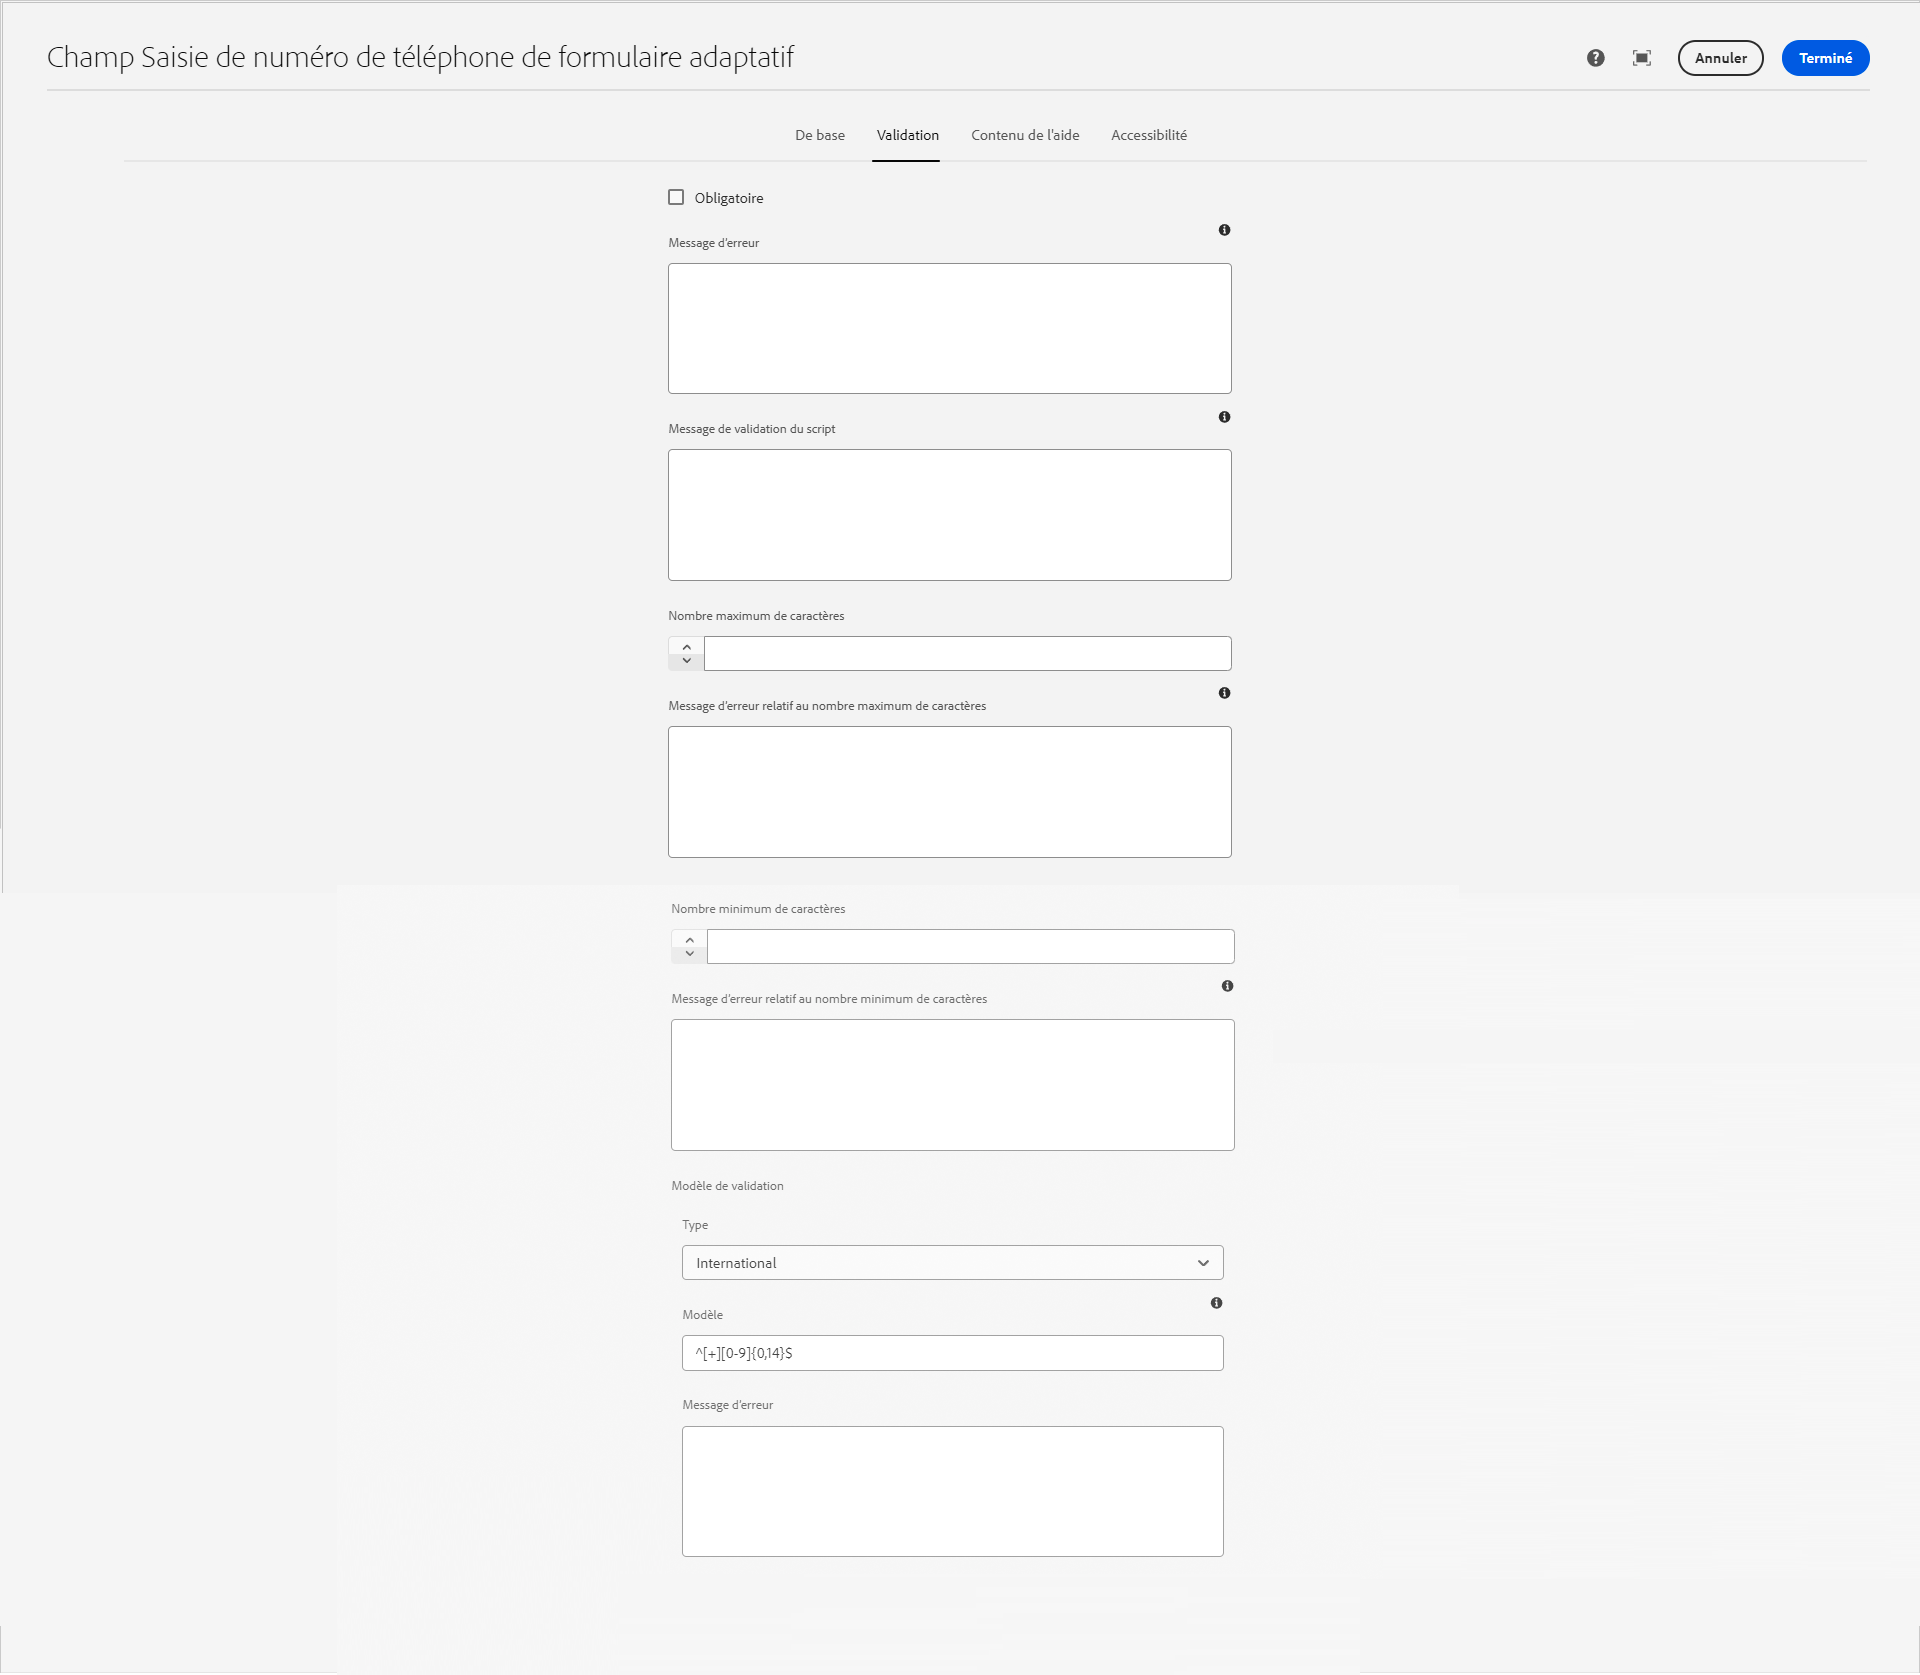 Champ Saisie de numéro de téléphone de formulaire adaptatif
Annuler
Terminé
De base
Validation
Contenu de l'aide
Accessibilité
Obligatoire
Message d'erreur
Message de validation du script
Nombre maximum de caractères
Message d'erreur relatif au nombre maximum de caractères
Nombre minimum de caractères
Message d'erreur relatif au nombre minimum de caractères
Modèle de validation
Type
International
Modèle
^[+][0-9]{0,14}$
Message d'erreur